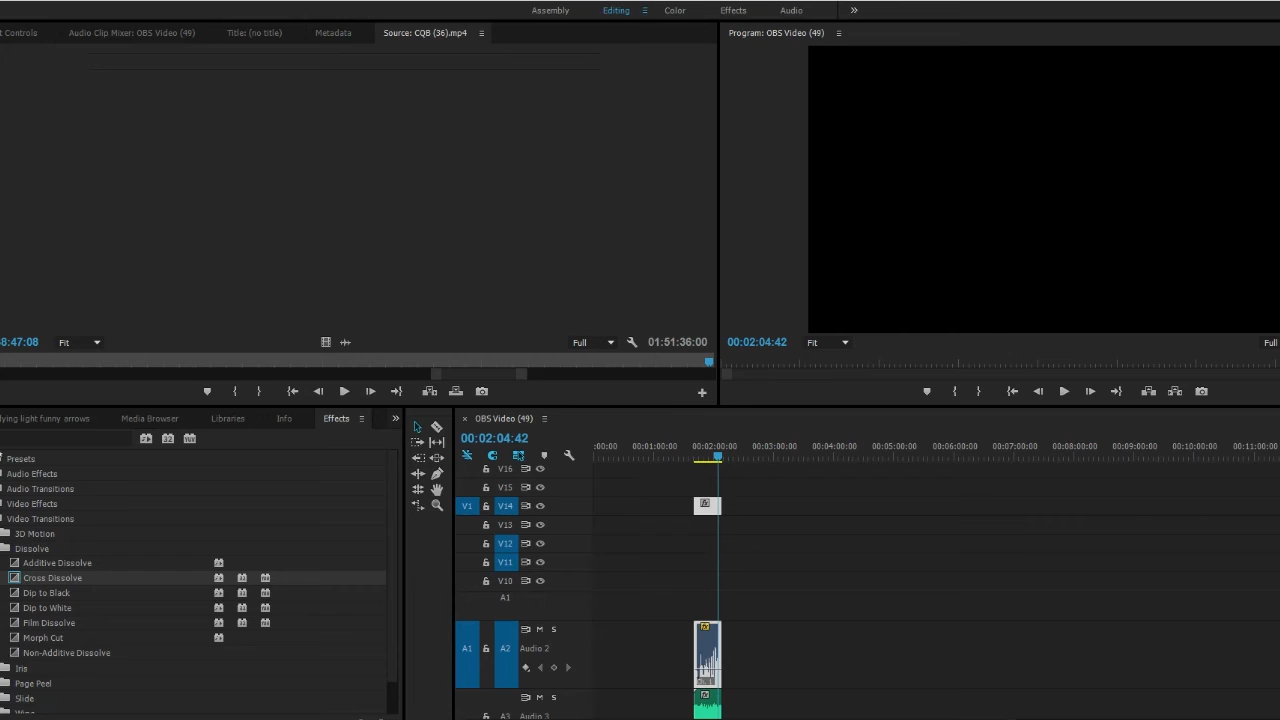 Assembly Editing Color Effects Audio
t Controls Audio Clip Mixer: OBS Video (49) Title: (no title) Metadata Source: CQB (36).mp4 Program: OBS Video (49)
8:47:08 Fit Full 01:51:36:00 00:02:04:42 Fit Full
lying light funny arrows Media Browser Libraries Info Effects OBS Video (49)
00:02:04:42
:00:00 00:01:00:00 00:02:00:00 00:03:00:00 00:04:00:00 00:05:00:00 00:06:00:00 00:07:00:00 00:08:00:00 00:09:00:00 00:10:00:00 00:11:00:00
Presets
Audio Effects
Audio Transitions
Video Effects
Video Transitions
3D Motion
Dissolve
Additive Dissolve
Cross Dissolve
Dip to Black
Dip to White
Film Dissolve
Morph Cut
Non-Additive Dissolve
Iris
Page Peel
Slide
V16
V15
V1 V14 fx
V13
V12
V11
V10
A1
M S fx
A1 A2 Audio 2
M S fx
A3 Audio 3